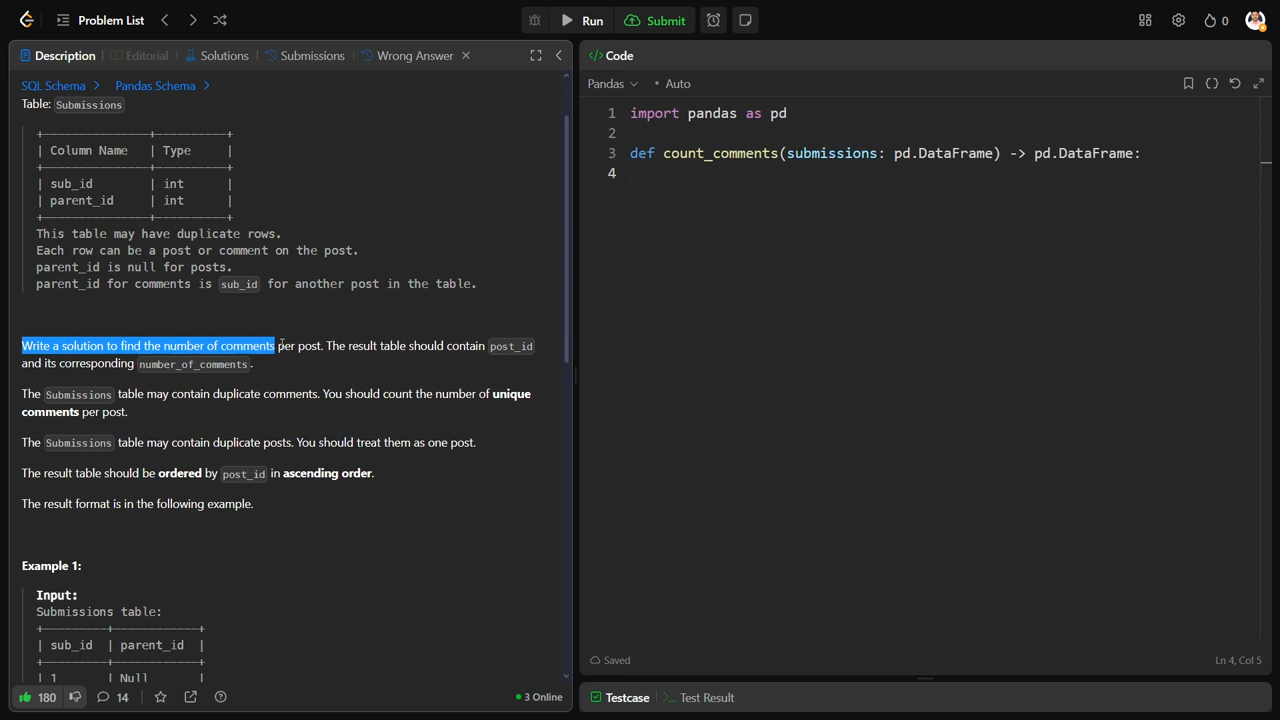 Problem List
Run
Submit
0
Description
Editorial
Solutions
Submissions
Wrong Answer
SQL Schema
Pandas Schema
Table: Submissions
+---------------+----------+
| Column Name | Type |
+---------------+----------+
| sub_id | int |
| parent_id | int |
+---------------+----------+
This table may have duplicate rows.
Each row can be a post or comment on the post.
parent_id is null for posts.
parent_id for comments is sub_id for another post in the table.
Write a solution to find the number of comments per post. The result table should contain post_id
and its corresponding number_of_comments.
The Submissions table may contain duplicate comments. You should count the number of unique
comments per post.
The Submissions table may contain duplicate posts. You should treat them as one post.
The result table should be ordered by post_id in ascending order.
The result format is in the following example.
Example 1:
Input:
Submissions table:
+---------+------------+
| sub_id | parent_id |
+---------+------------+
| 1 | Null |
180
14
3 Online
</> Code
Pandas
• Auto
1 import pandas as pd
2
3 def count_comments(submissions: pd.DataFrame) -> pd.DataFrame:
4
Saved
Ln 4, Col 5
Testcase
Test Result